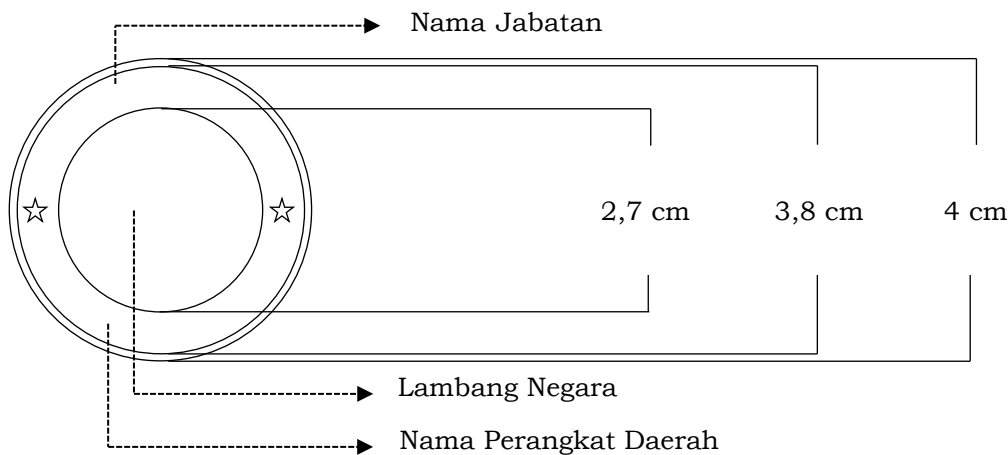 Nama Jabatan
2,7 cm
3,8 cm
4 cm
Lambang Negara
Nama Perangkat Daerah